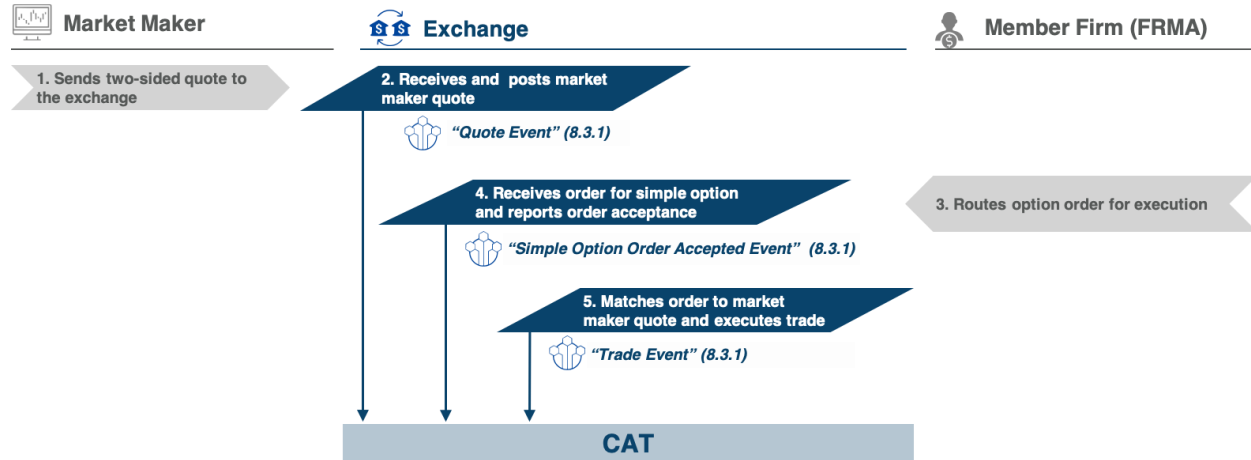 Market Maker
Exchange
Member Firm (FRMA)
1. Sends two-sided quote to
the exchange
2. Receives and posts market
maker quote
“Quote Event” (8.3.1)
4. Receives order for simple option
and reports order acceptance
3. Routes option order for execution
“Simple Option Order Accepted Event” (8.3.1)
5. Matches order to market
maker quote and executes trade
“Trade Event” (8.3.1)
CAT